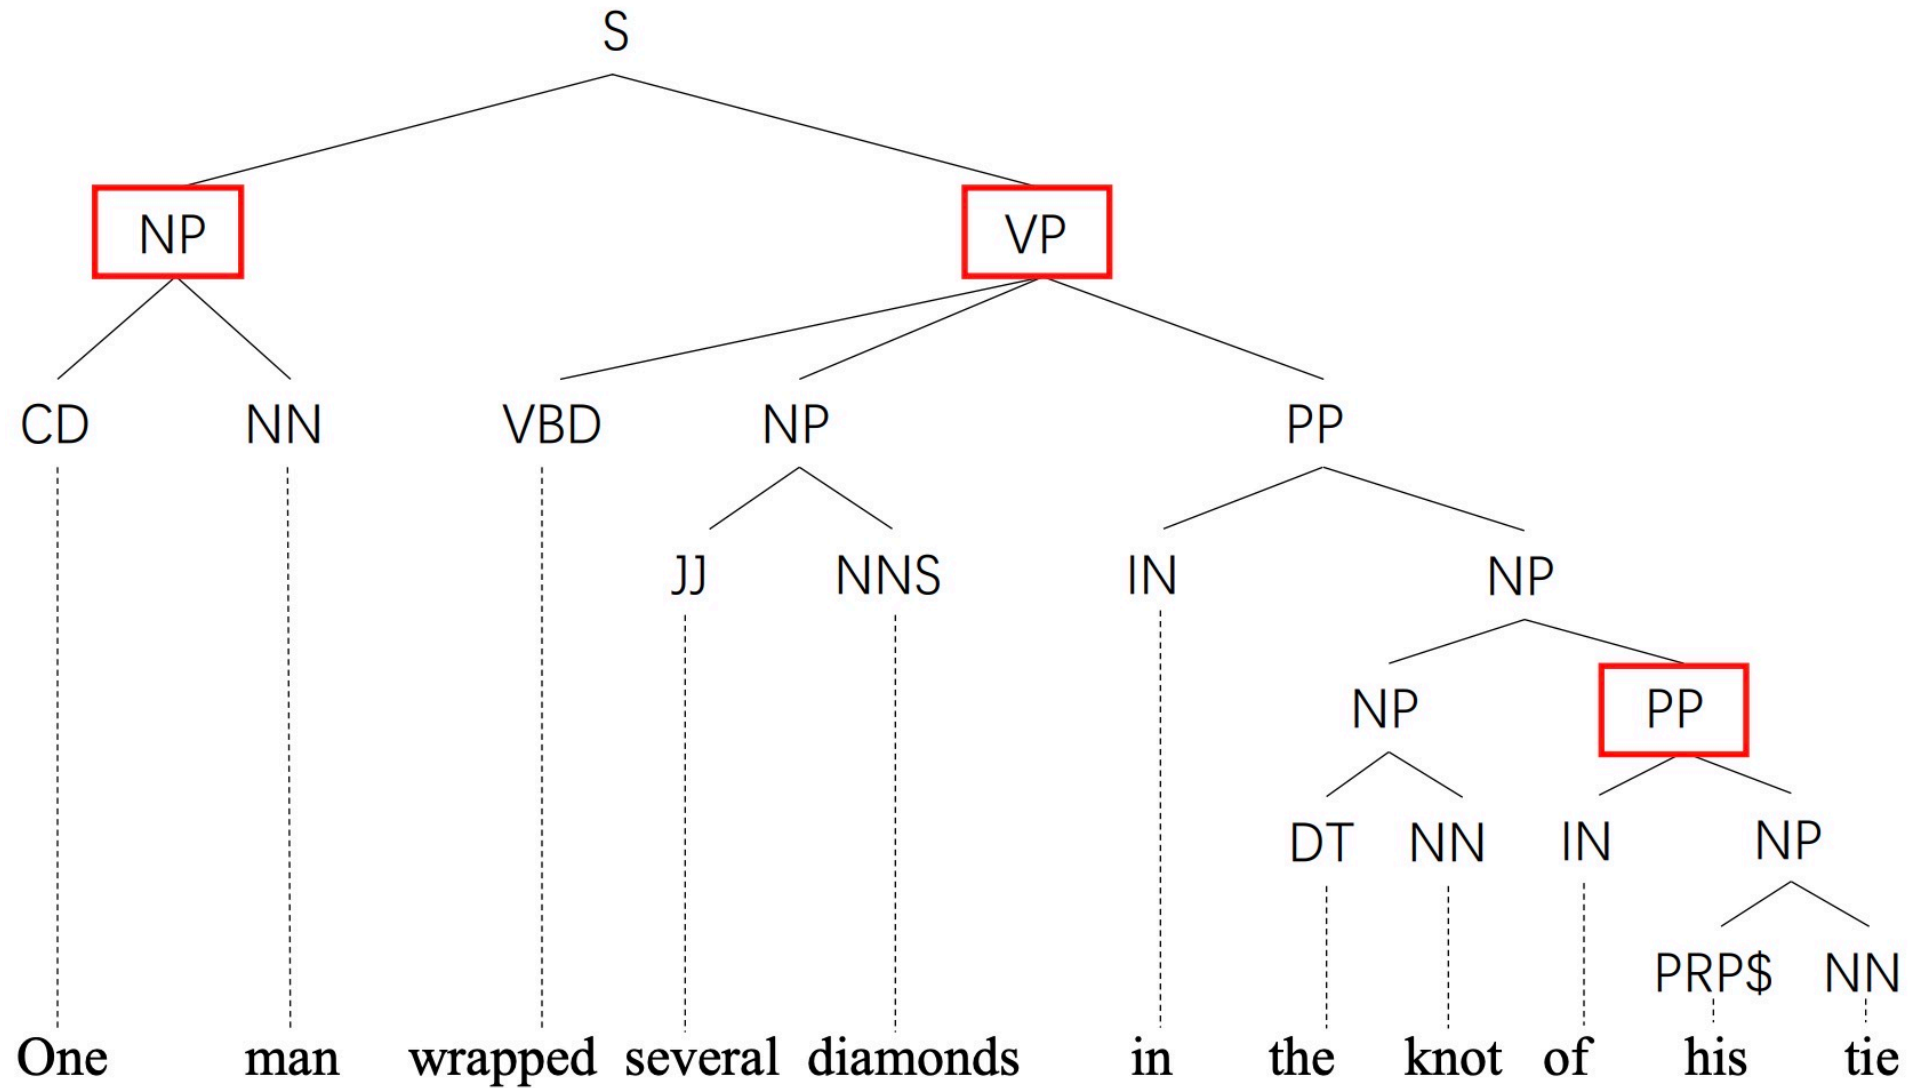 S
NP VP
CD NN VBD NP PP
JJ NNS IN NP
NP PP
DT NN IN NP
PRP$ NN
One man wrapped several diamonds in the knot of his tie